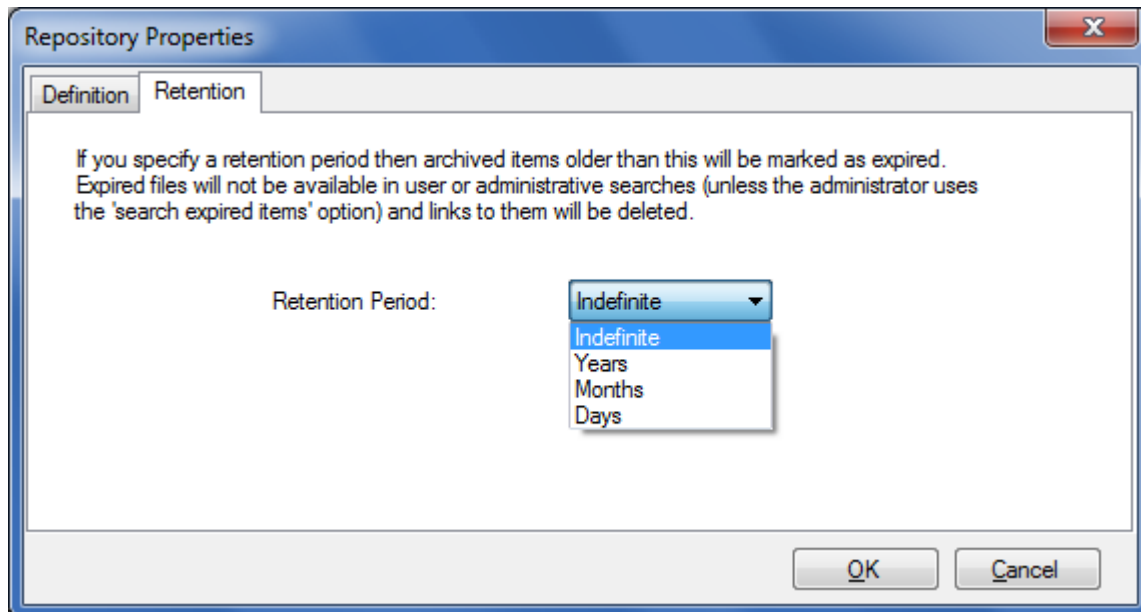 Repository Properties
Definition Retention
If you specify a retention period then archived items older than this will be marked as expired.
Expired files will not be available in user or administrative searches (unless the administrator uses
the 'search expired items' option) and links to them will be deleted.
Retention Period: Indefinite
Indefinite
Years
Months
Days
OK Cancel